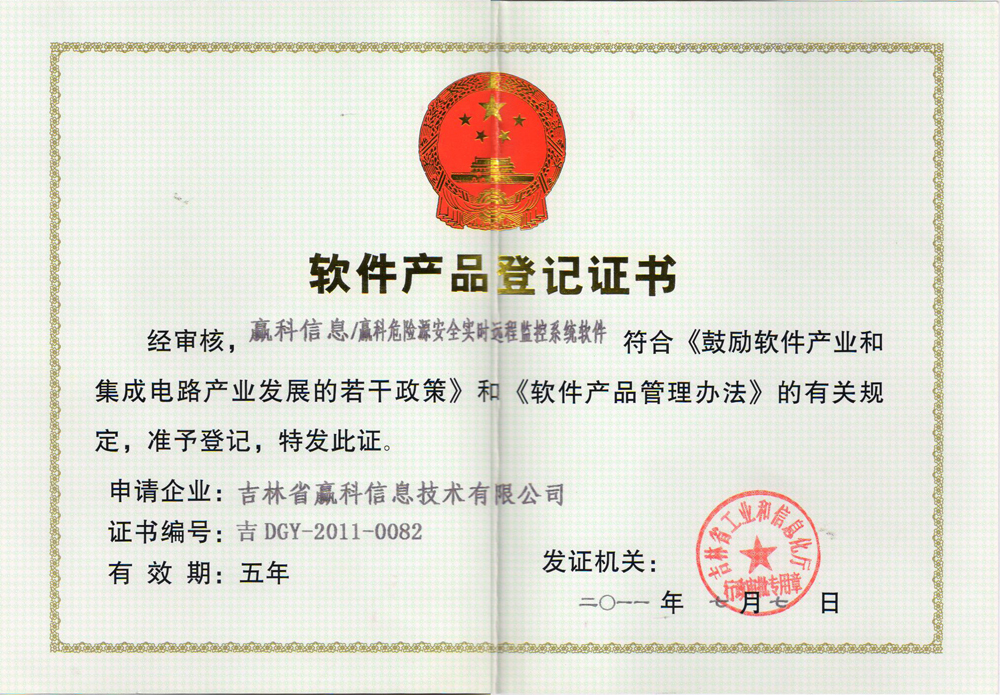 软件产品登记证书
经审核，赢科信息/赢科危险源安全实时远程监控系统软件 符合《鼓励软件产业和
集成电路产业发展的若干政策》和《软件产品管理办法》的有关规
定，准予登记，特发此证。
申请企业：吉林省赢科信息技术有限公司
证书编号：吉 DGY-2011-0082
有 效 期：五年
发证机关：
吉林省工业和信息化厅
行政审批专用章
二〇一一 年 七 月 七 日